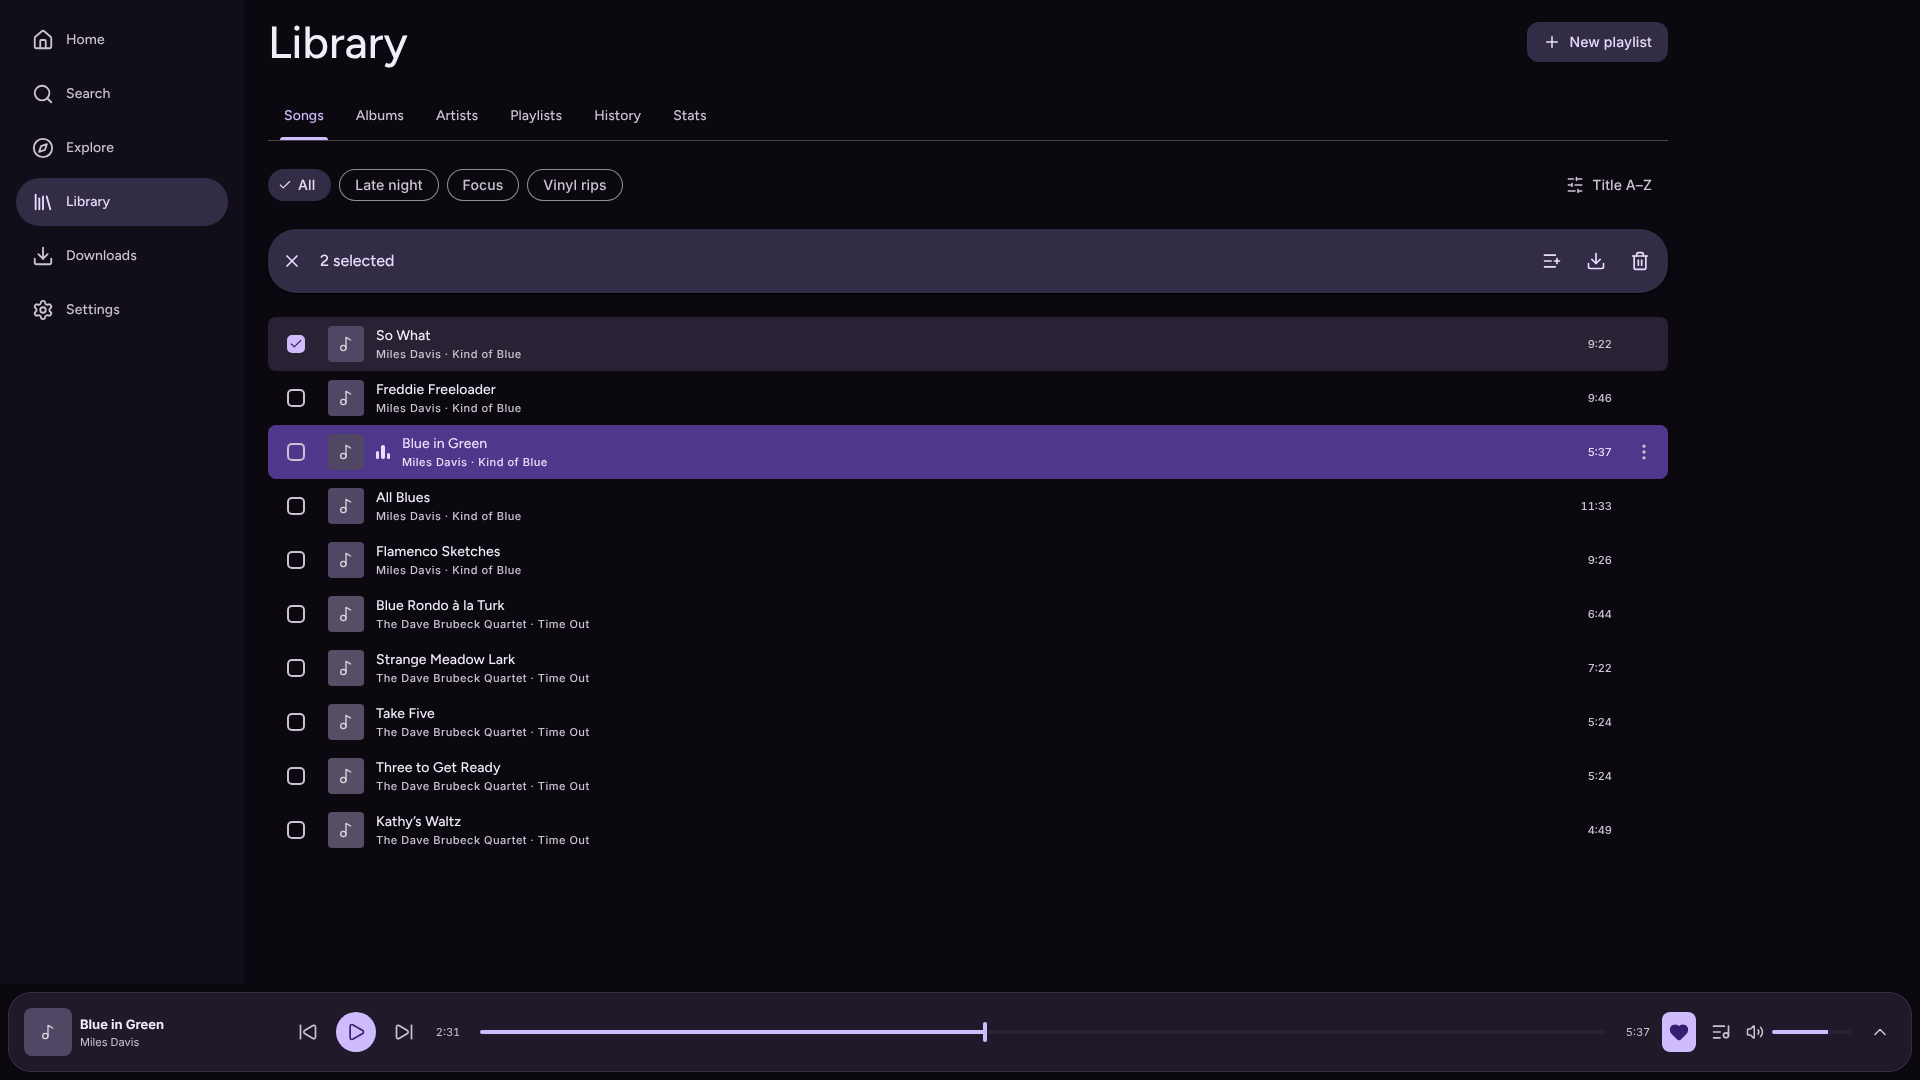 Home
Search
Explore
Library
Downloads
Settings
Library
New playlist
Songs Albums Artists Playlists History Stats
All Late night Focus Vinyl rips Title A–Z
2 selected
So What
Miles Davis · Kind of Blue
9:22
Freddie Freeloader
Miles Davis · Kind of Blue
9:46
Blue in Green
Miles Davis · Kind of Blue
5:37
All Blues
Miles Davis · Kind of Blue
11:33
Flamenco Sketches
Miles Davis · Kind of Blue
9:26
Blue Rondo à la Turk
The Dave Brubeck Quartet · Time Out
6:44
Strange Meadow Lark
The Dave Brubeck Quartet · Time Out
7:22
Take Five
The Dave Brubeck Quartet · Time Out
5:24
Three to Get Ready
The Dave Brubeck Quartet · Time Out
5:24
Kathy’s Waltz
The Dave Brubeck Quartet · Time Out
4:49
Blue in Green
Miles Davis
2:31
5:37